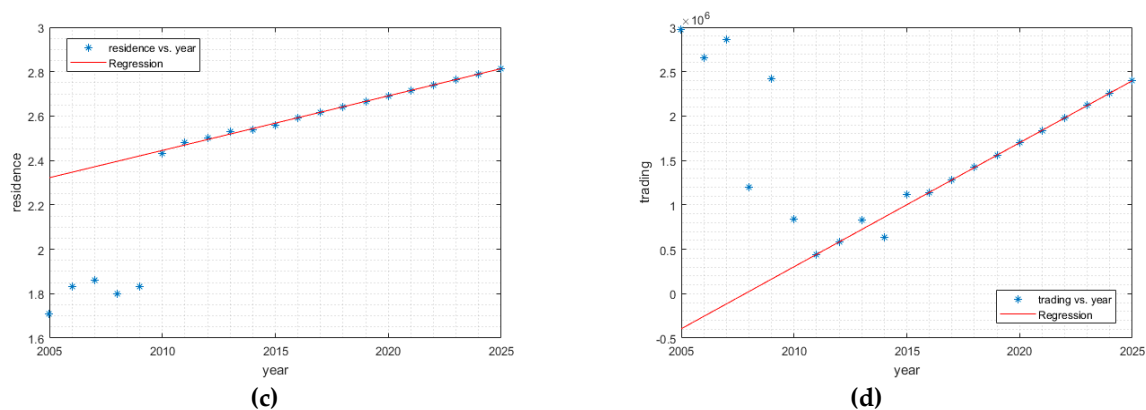 3
2.8
2.6
2.4
2.2
2
1.8
1.6
residence
residence vs. year
Regression
2005 2010 2015 2020 2025
year
(c)
3 ×10^6
2.5
2
1.5
1
0.5
0
-0.5
trading
trading vs. year
Regression
2005 2010 2015 2020 2025
year
(d)